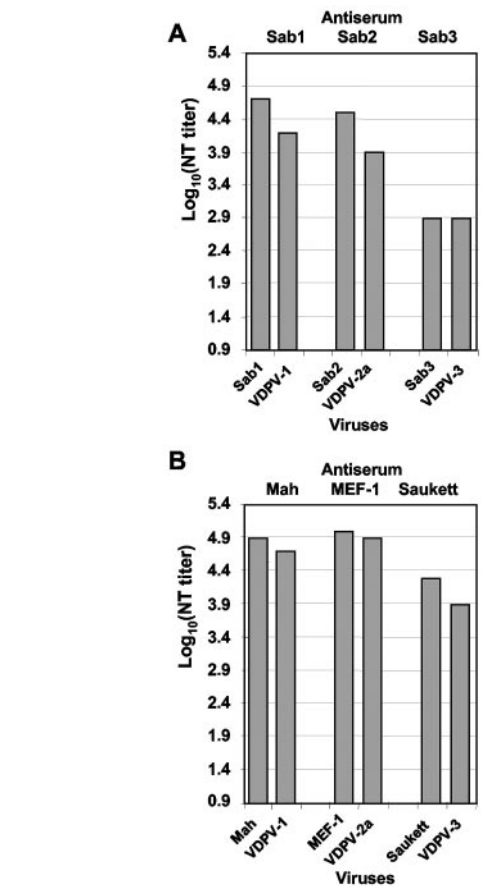 A
Antiserum
Sab1 Sab2 Sab3
Log10(NT titer)
5.4
4.9
4.4
3.9
3.4
2.9
2.4
1.9
1.4
0.9
Sab1
VDPV-1
Sab2
VDPV-2a
Sab3
VDPV-3
Viruses
B
Antiserum
Mah MEF-1 Saukett
Log10(NT titer)
5.4
4.9
4.4
3.9
3.4
2.9
2.4
1.9
1.4
0.9
Mah
VDPV-1
MEF-1
VDPV-2a
Saukett
VDPV-3
Viruses